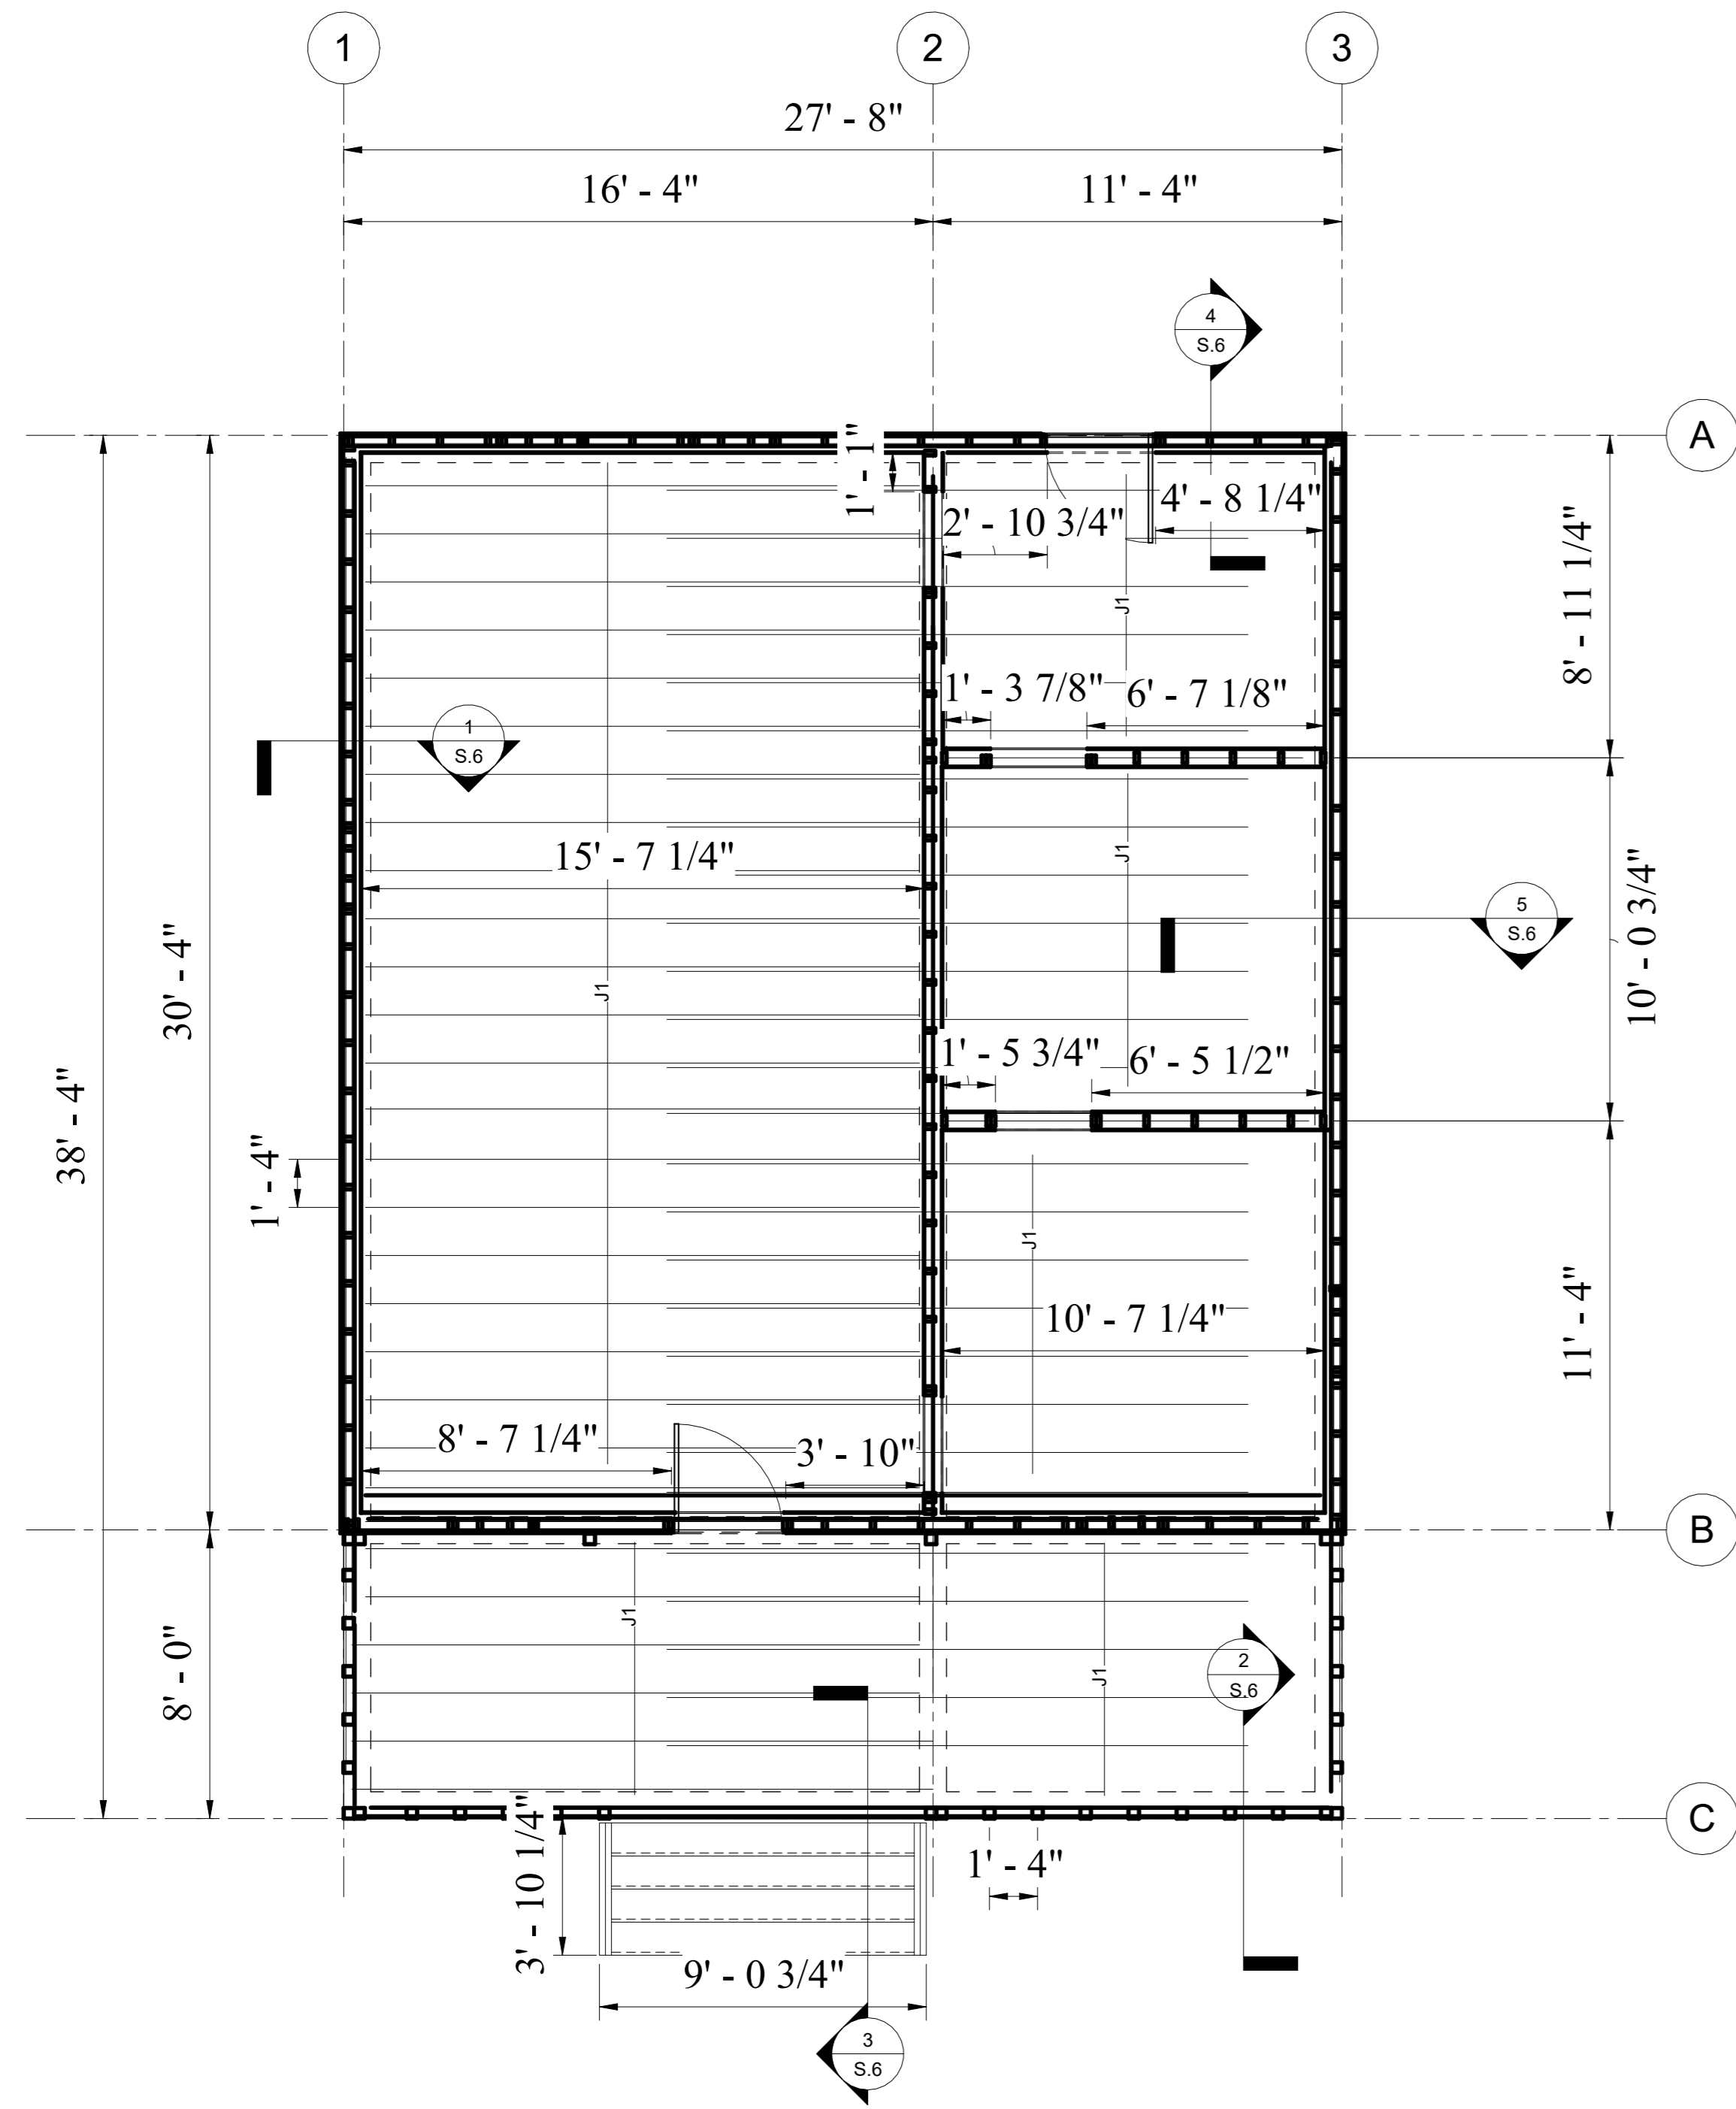 1
2
3
27' - 8"
16' - 4"
11' - 4"
4
S.6
A
1' - 1"
4' - 8 1/4"
2' - 10 3/4"
8' - 11 1/4"
J1
1' - 3 7/8"
6' - 7 1/8"
1
S.6
15' - 7 1/4"
J1
5
S.6
10' - 0 3/4"
30' - 4"
J1
1' - 5 3/4"
6' - 5 1/2"
38' - 4"
1' - 4"
J1
10' - 7 1/4"
11' - 4"
8' - 7 1/4"
3' - 10"
B
J1
J1
8' - 0"
2
S.6
C
3' - 10 1/4"
1' - 4"
9' - 0 3/4"
3
S.6